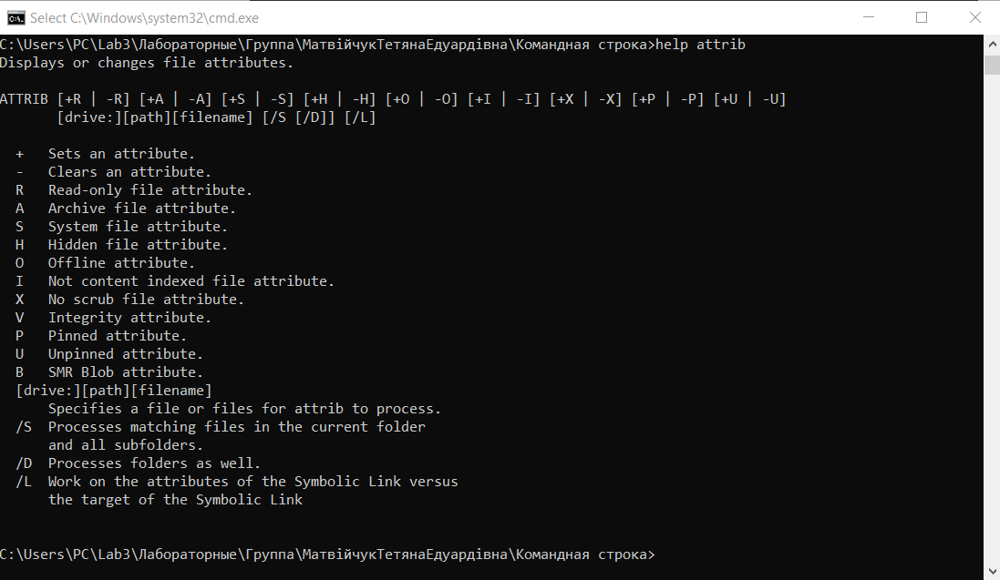 Select C:\Windows\system32\cmd.exe
C:\Users\PC\Lab3\Лабораторные\Группа\МатвійчукТетянаЕдуардівна\Командная строка>help attrib
Displays or changes file attributes.
ATTRIB [+R | -R] [+A | -A] [+S | -S] [+H | -H] [+O | -O] [+I | -I] [+X | -X] [+P | -P] [+U | -U]
[drive:][path][filename] [/S [/D]] [/L]
+ Sets an attribute.
- Clears an attribute.
R Read-only file attribute.
A Archive file attribute.
S System file attribute.
H Hidden file attribute.
O Offline attribute.
I Not content indexed file attribute.
X No scrub file attribute.
V Integrity attribute.
P Pinned attribute.
U Unpinned attribute.
B SMR Blob attribute.
[drive:][path][filename]
Specifies a file or files for attrib to process.
/S Processes matching files in the current folder
and all subfolders.
/D Processes folders as well.
/L Work on the attributes of the Symbolic Link versus
the target of the Symbolic Link
C:\Users\PC\Lab3\Лабораторные\Группа\МатвійчукТетянаЕдуардівна\Командная строка>